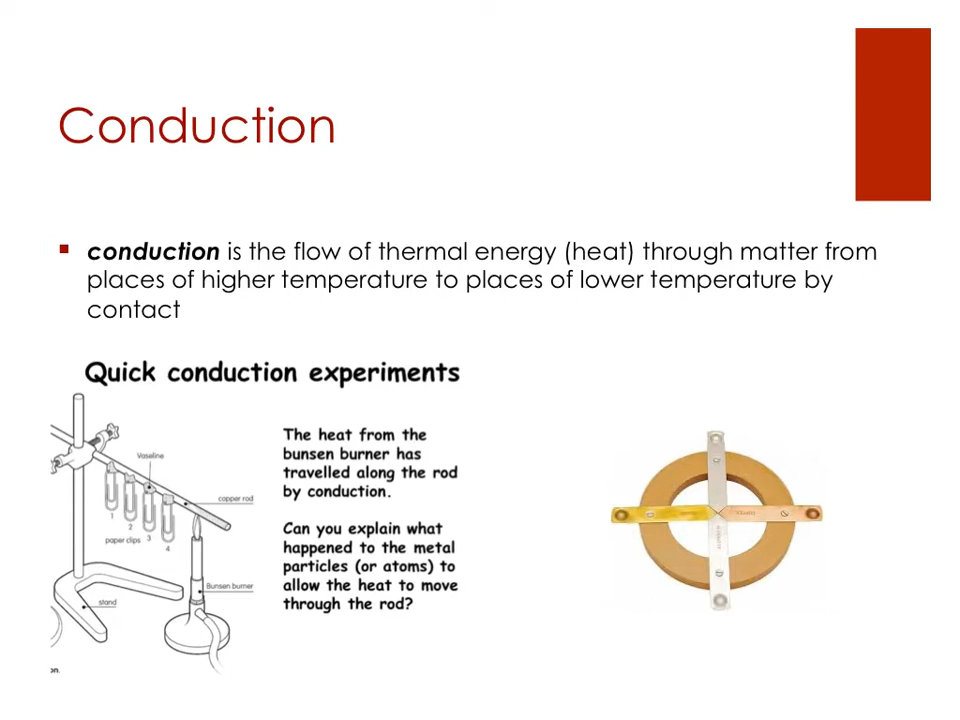 Conduction
conduction is the flow of thermal energy (heat) through matter from
places of higher temperature to places of lower temperature by
contact
Quick conduction experiments
The heat from the
bunsen burner has
travelled along the rod
by conduction.
Can you explain what
happened to the metal
particles (or atoms) to
allow the heat to move
through the rod?
Vaseline
copper rod
1
2
3
4
paper clips
Bunsen burner
stand
on.